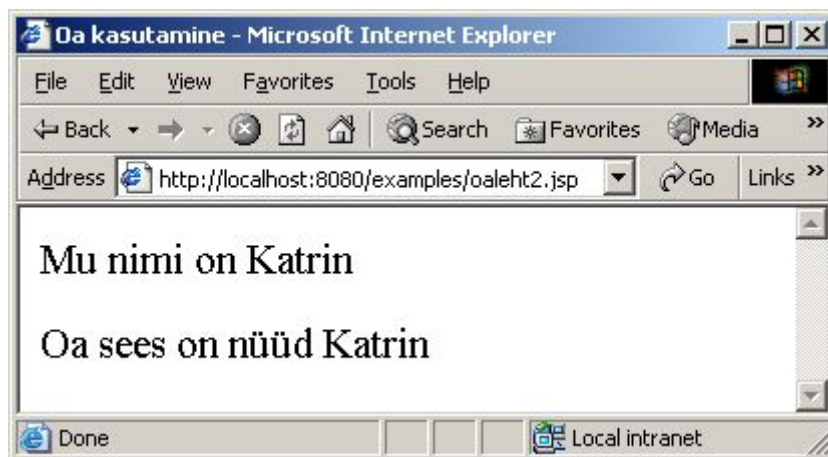 Oa kasutamine - Microsoft Internet Explorer
File Edit View Favorites Tools Help
Back Search Favorites Media »
Address http://localhost:8080/examples/oaleht2.jsp Go Links »
Mu nimi on Katrin
Oa sees on nüüd Katrin
Done Local intranet